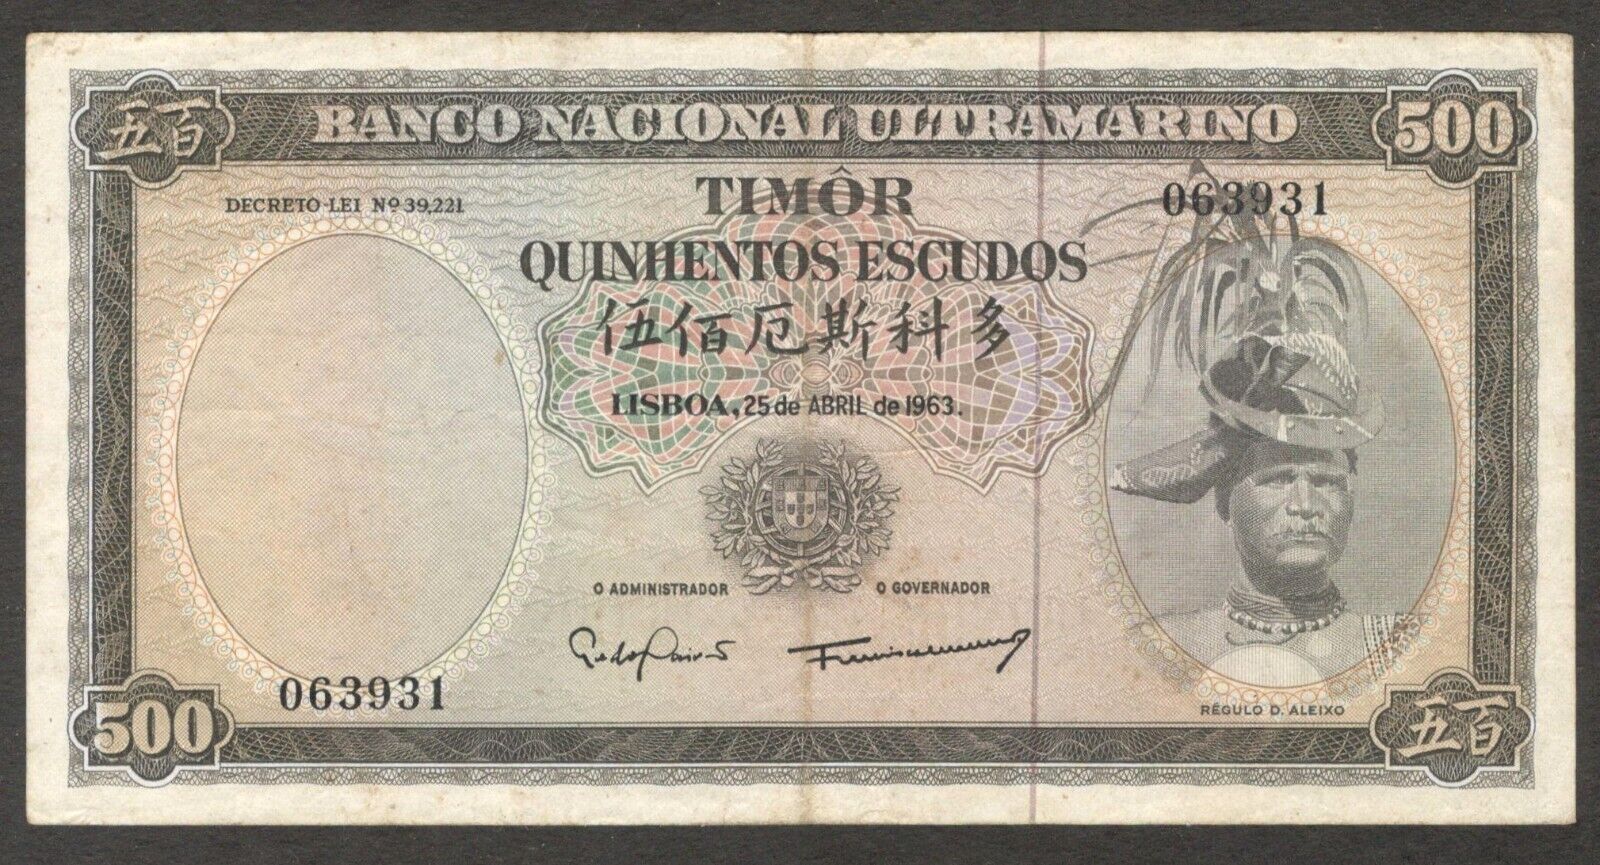 五百
BANCO NACIONAL ULTRAMARINO
500
DECRETO-LEI Nº 39,221
TIMÔR
063931
QUINHENTOS ESCUDOS
伍佰厄斯科多
LISBOA, 25 de ABRIL de 1963.
O ADMINISTRADOR
O GOVERNADOR
063931
RÉGULO D. ALEIXO
500
五百